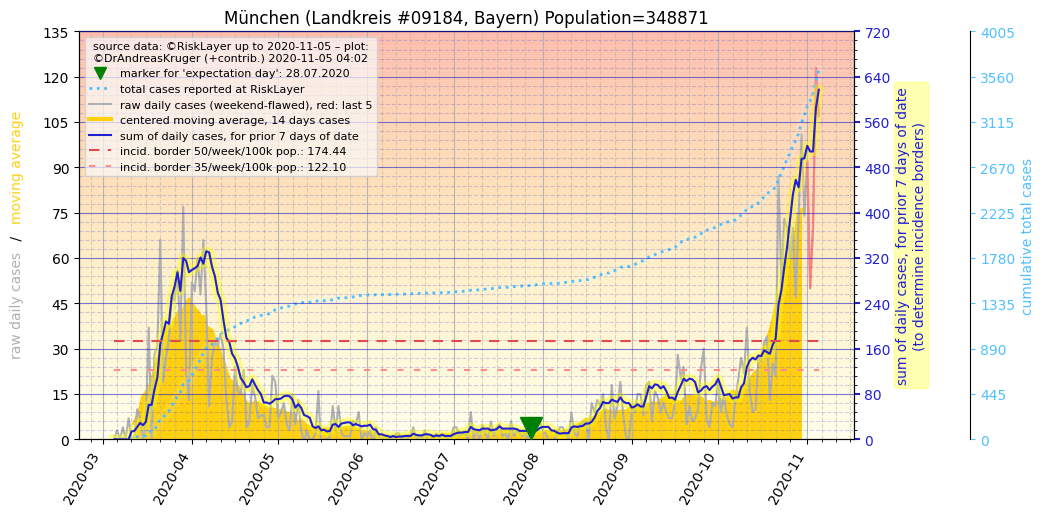 München (Landkreis #09184, Bayern) Population=348871
source data: ©RiskLayer up to 2020-11-05 – plot:
©DrAndreasKruger (+contrib.) 2020-11-05 04:02
marker for 'expectation day': 28.07.2020
total cases reported at RiskLayer
raw daily cases (weekend-flawed), red: last 5
centered moving average, 14 days cases
sum of daily cases, for prior 7 days of date
incid. border 50/week/100k pop.: 174.44
incid. border 35/week/100k pop.: 122.10
raw daily cases / moving average
135
120
105
90
75
60
45
30
15
0
2020-03
2020-04
2020-05
2020-06
2020-07
2020-08
2020-09
2020-10
2020-11
720
640
560
480
400
320
240
160
80
0
sum of daily cases, for prior 7 days of date
(to determine incidence borders)
4005
3560
3115
2670
2225
1780
1335
890
445
0
cumulative total cases